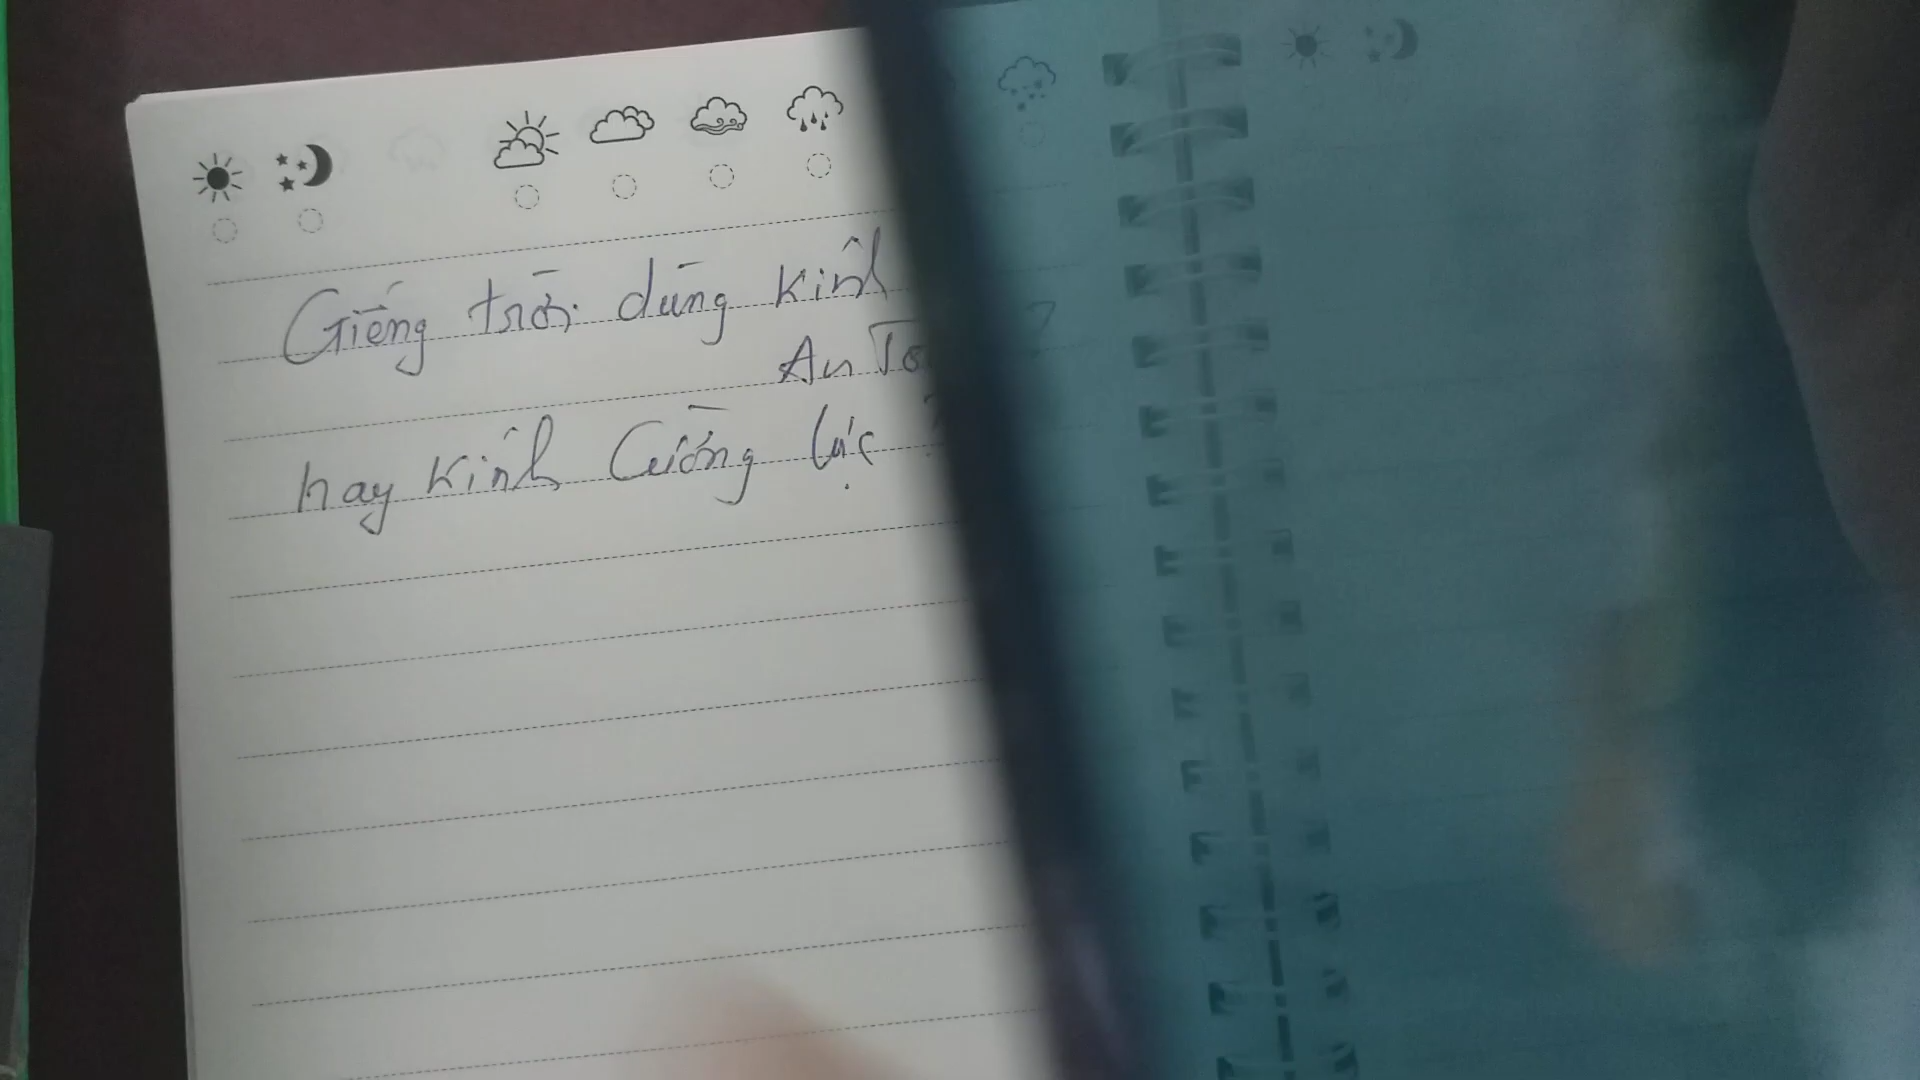 Giếng trời dùng kính
An
hay kính Cường lực ?